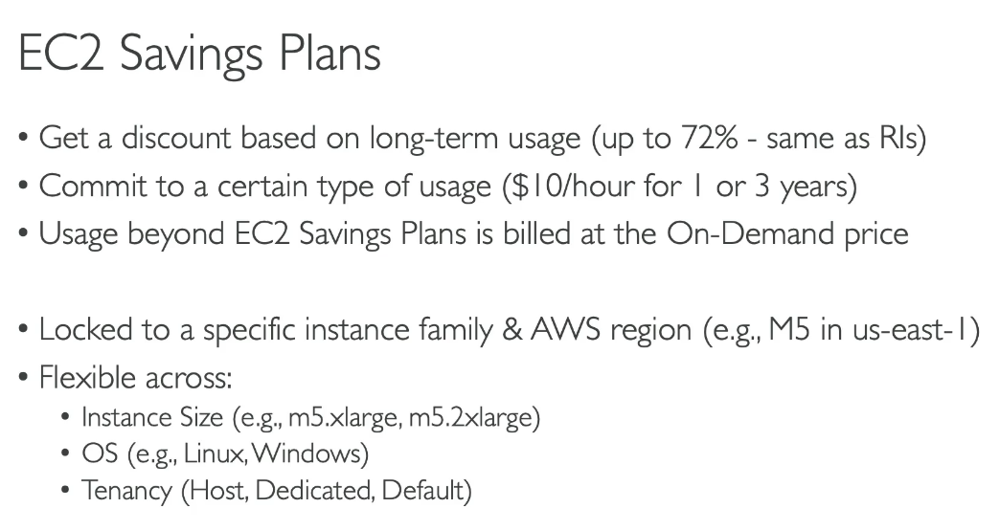 EC2 Savings Plans
• Get a discount based on long-term usage (up to 72% - same as RIs)
• Commit to a certain type of usage ($10/hour for 1 or 3 years)
• Usage beyond EC2 Savings Plans is billed at the On-Demand price
• Locked to a specific instance family & AWS region (e.g., M5 in us-east-1)
• Flexible across:
• Instance Size (e.g., m5.xlarge, m5.2xlarge)
• OS (e.g., Linux, Windows)
• Tenancy (Host, Dedicated, Default)